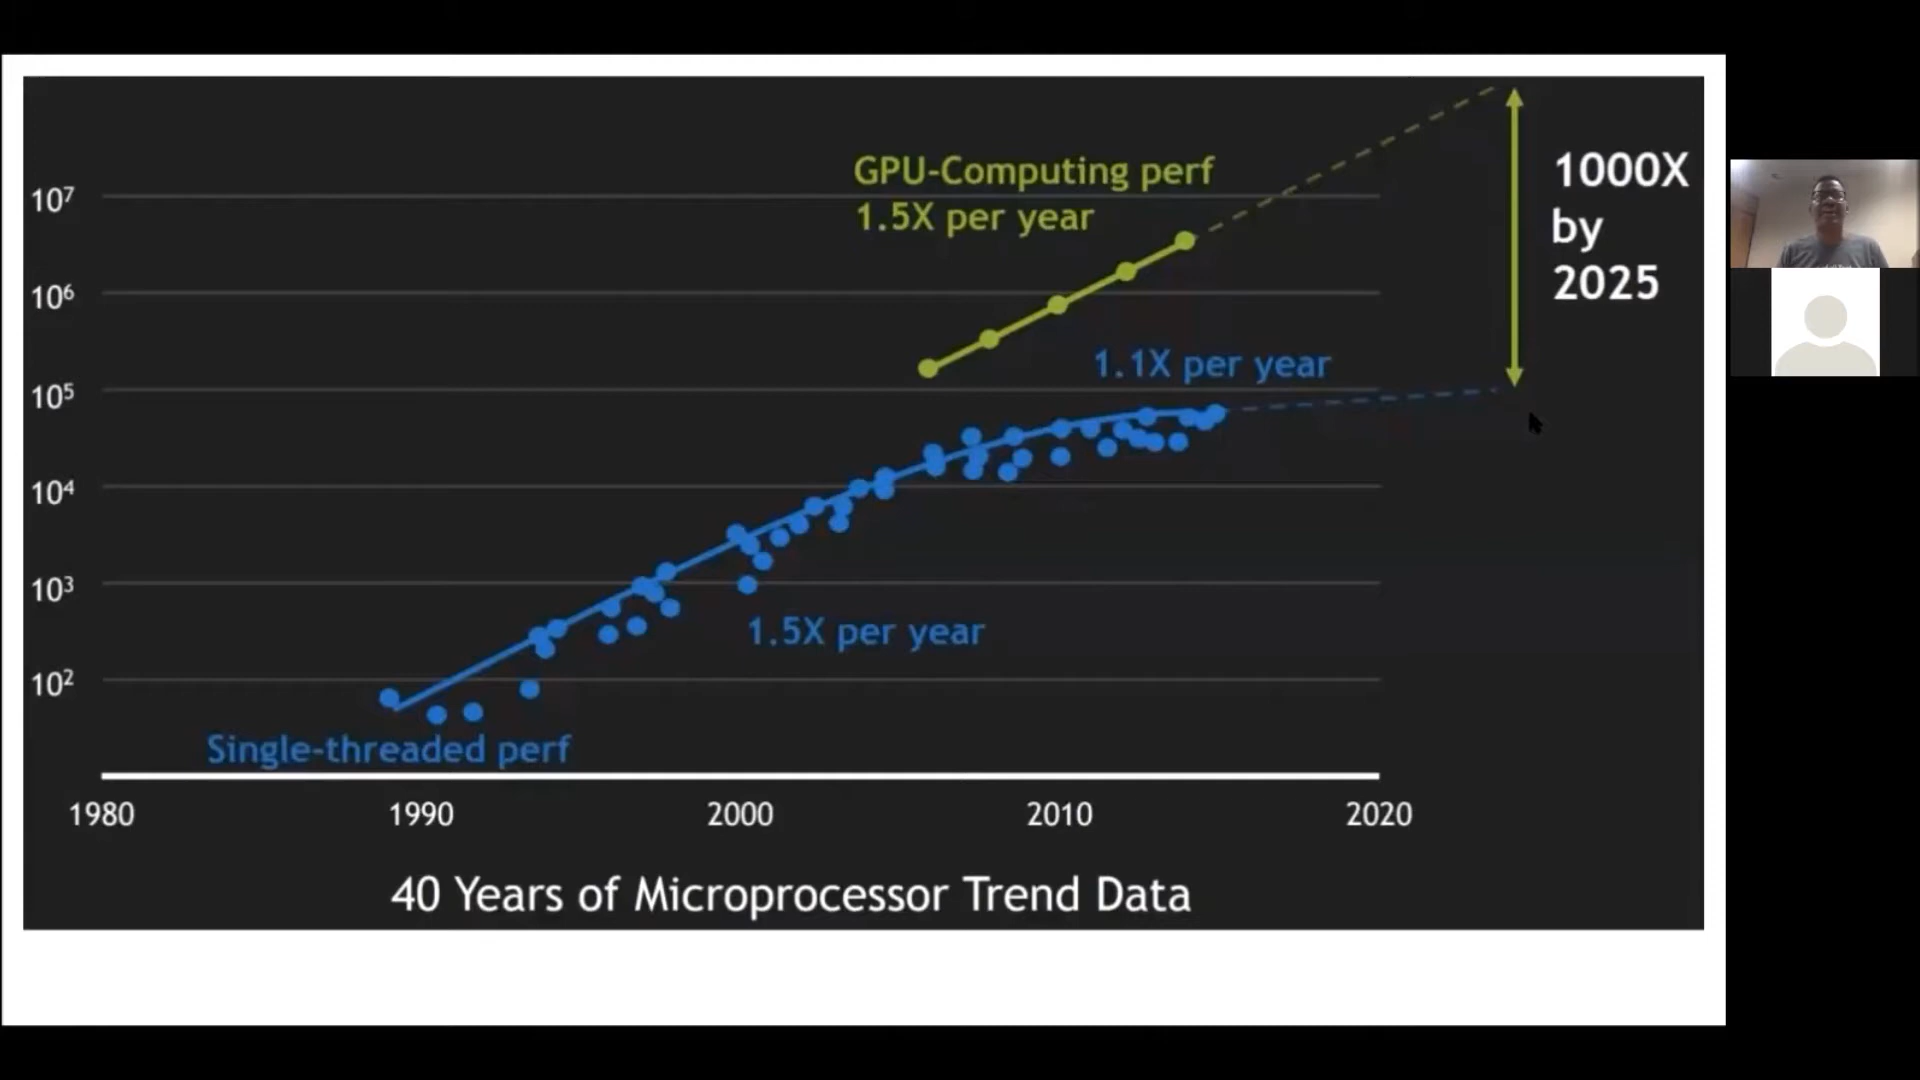 GPU-Computing perf
1.5X per year
1000X
by
2025
10⁷
10⁶
1.1X per year
10⁵
10⁴
10³
1.5X per year
10²
Single-threaded perf
1980 1990 2000 2010 2020
40 Years of Microprocessor Trend Data